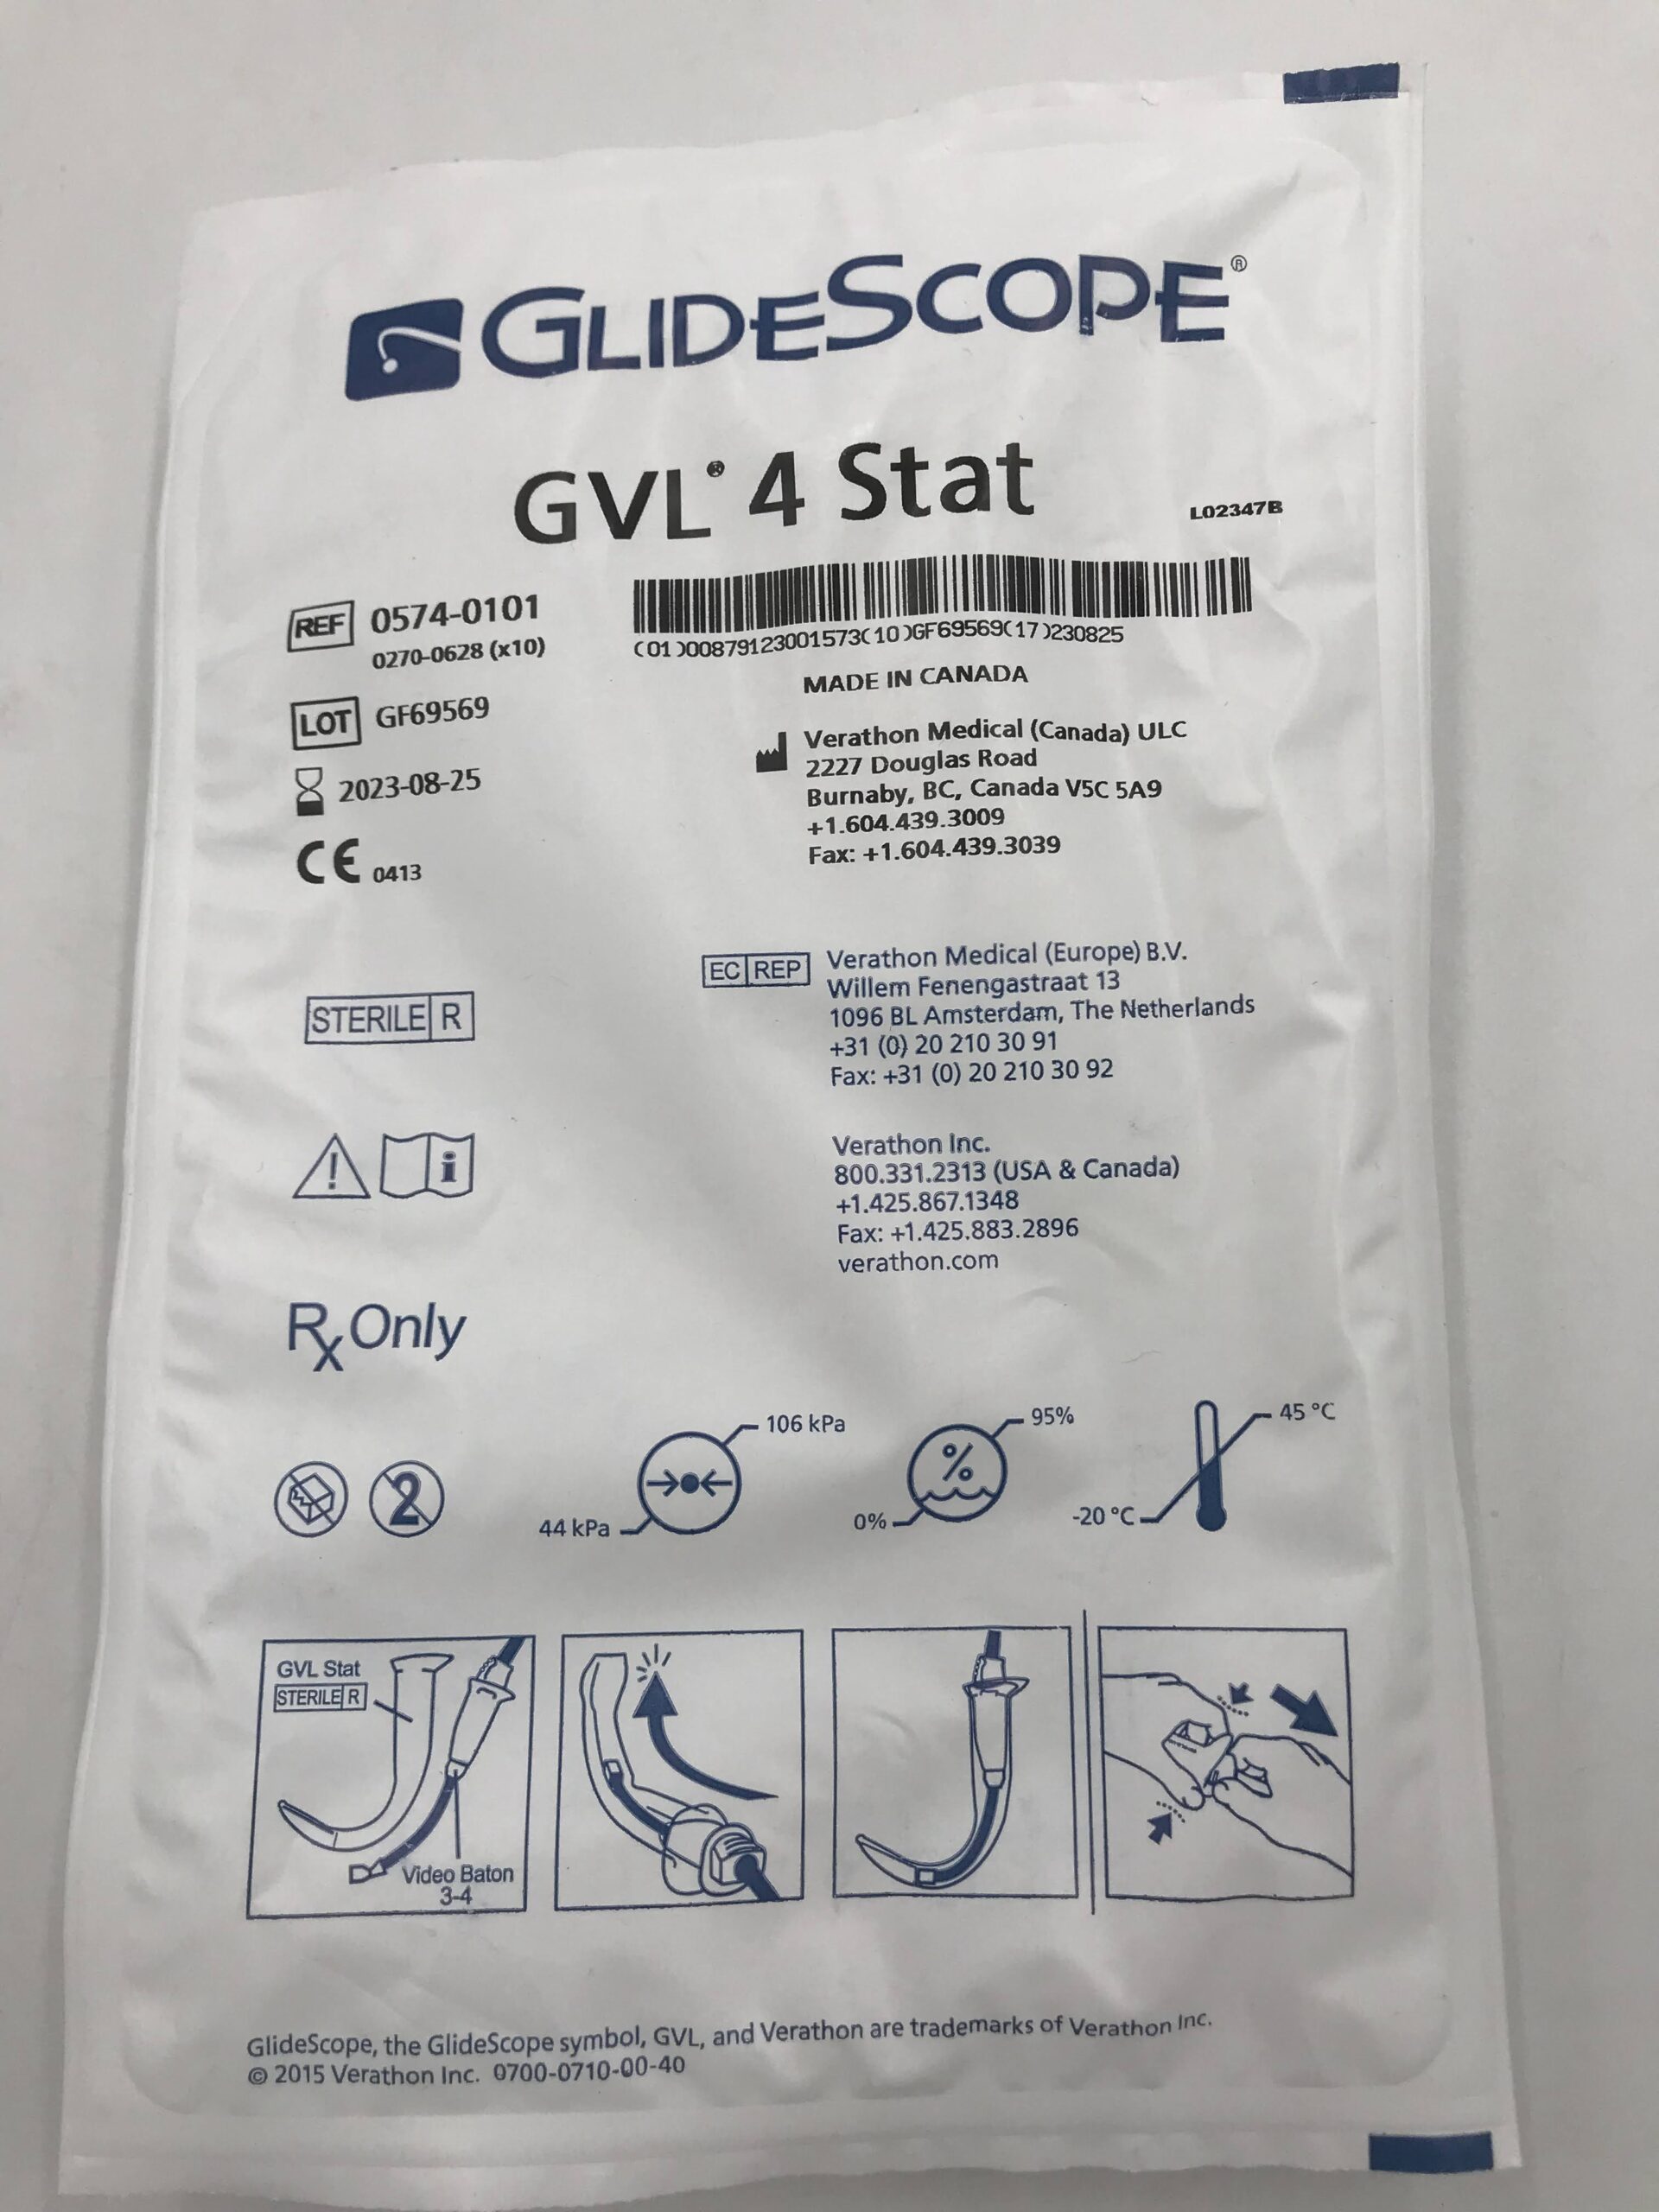 GLIDESCOPE®
GVL® 4 Stat
L02347B
REF 0574-0101
0270-0628 (x10)
(01)00879123001573(10)GF69569(17)230825
LOT GF69569
2023-08-25
CE 0413
MADE IN CANADA
Verathon Medical (Canada) ULC
2227 Douglas Road
Burnaby, BC, Canada V5C 5A9
+1.604.439.3009
Fax: +1.604.439.3039
EC REP
Verathon Medical (Europe) B.V.
Willem Fenengastraat 13
1096 BL Amsterdam, The Netherlands
+31 (0) 20 210 30 91
Fax: +31 (0) 20 210 30 92
STERILE R
Verathon Inc.
800.331.2313 (USA & Canada)
+1.425.867.1348
Fax: +1.425.883.2896
verathon.com
Rx Only
2
106 kPa
44 kPa
%
95%
0%
45 °C
-20 °C
GVL Stat
STERILE R
Video Baton
3-4
GlideScope, the GlideScope symbol, GVL, and Verathon are trademarks of Verathon Inc.
© 2015 Verathon Inc. 0700-0710-00-40